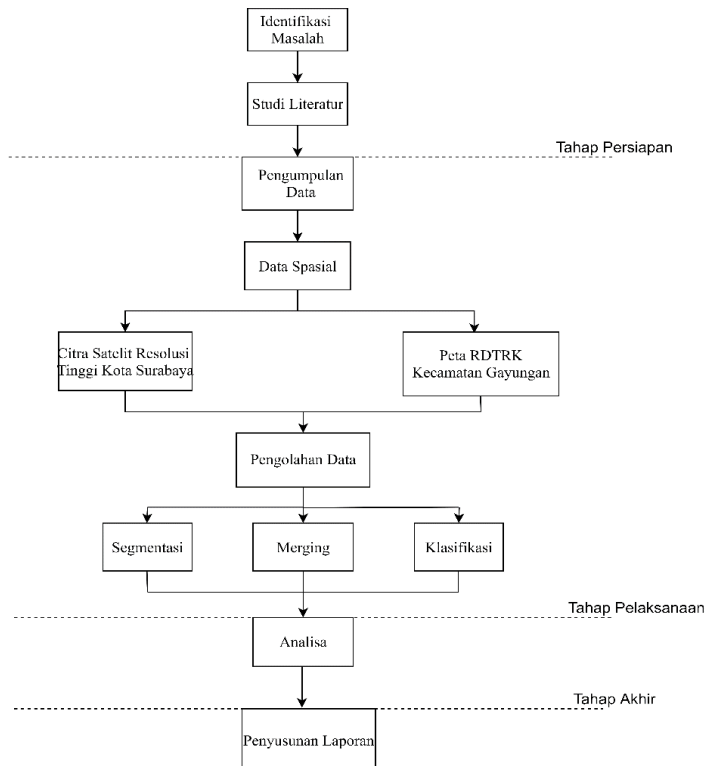 Identifikasi
Masalah
Studi Literatur
Tahap Persiapan
Pengumpulan
Data
Data Spasial
Citra Satelit Resolusi
Tinggi Kota Surabaya
Peta RDTRK
Kecamatan Gayungan
Pengolahan Data
Segmentasi
Merging
Klasifikasi
Tahap Pelaksanaan
Analisa
Tahap Akhir
Penyusunan Laporan